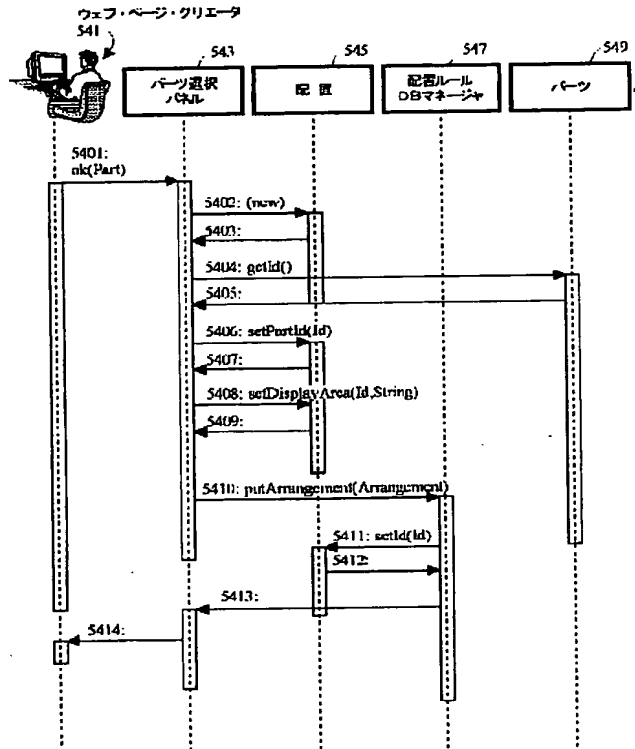 ウェブ・ページ・クリエータ
541
543
545
547
549
パーツ選択
パネル
配置
配置ルール
DBマネージャ
パーツ
5401:
ok(Part)
5402: (new)
5403:
5404: getId()
5405:
5406: setPartId(Id)
5407:
5408: setDisplayArea(Id,String)
5409:
5410: putArrangement(Arrangement)
5411: setId(Id)
5412:
5413:
5414: